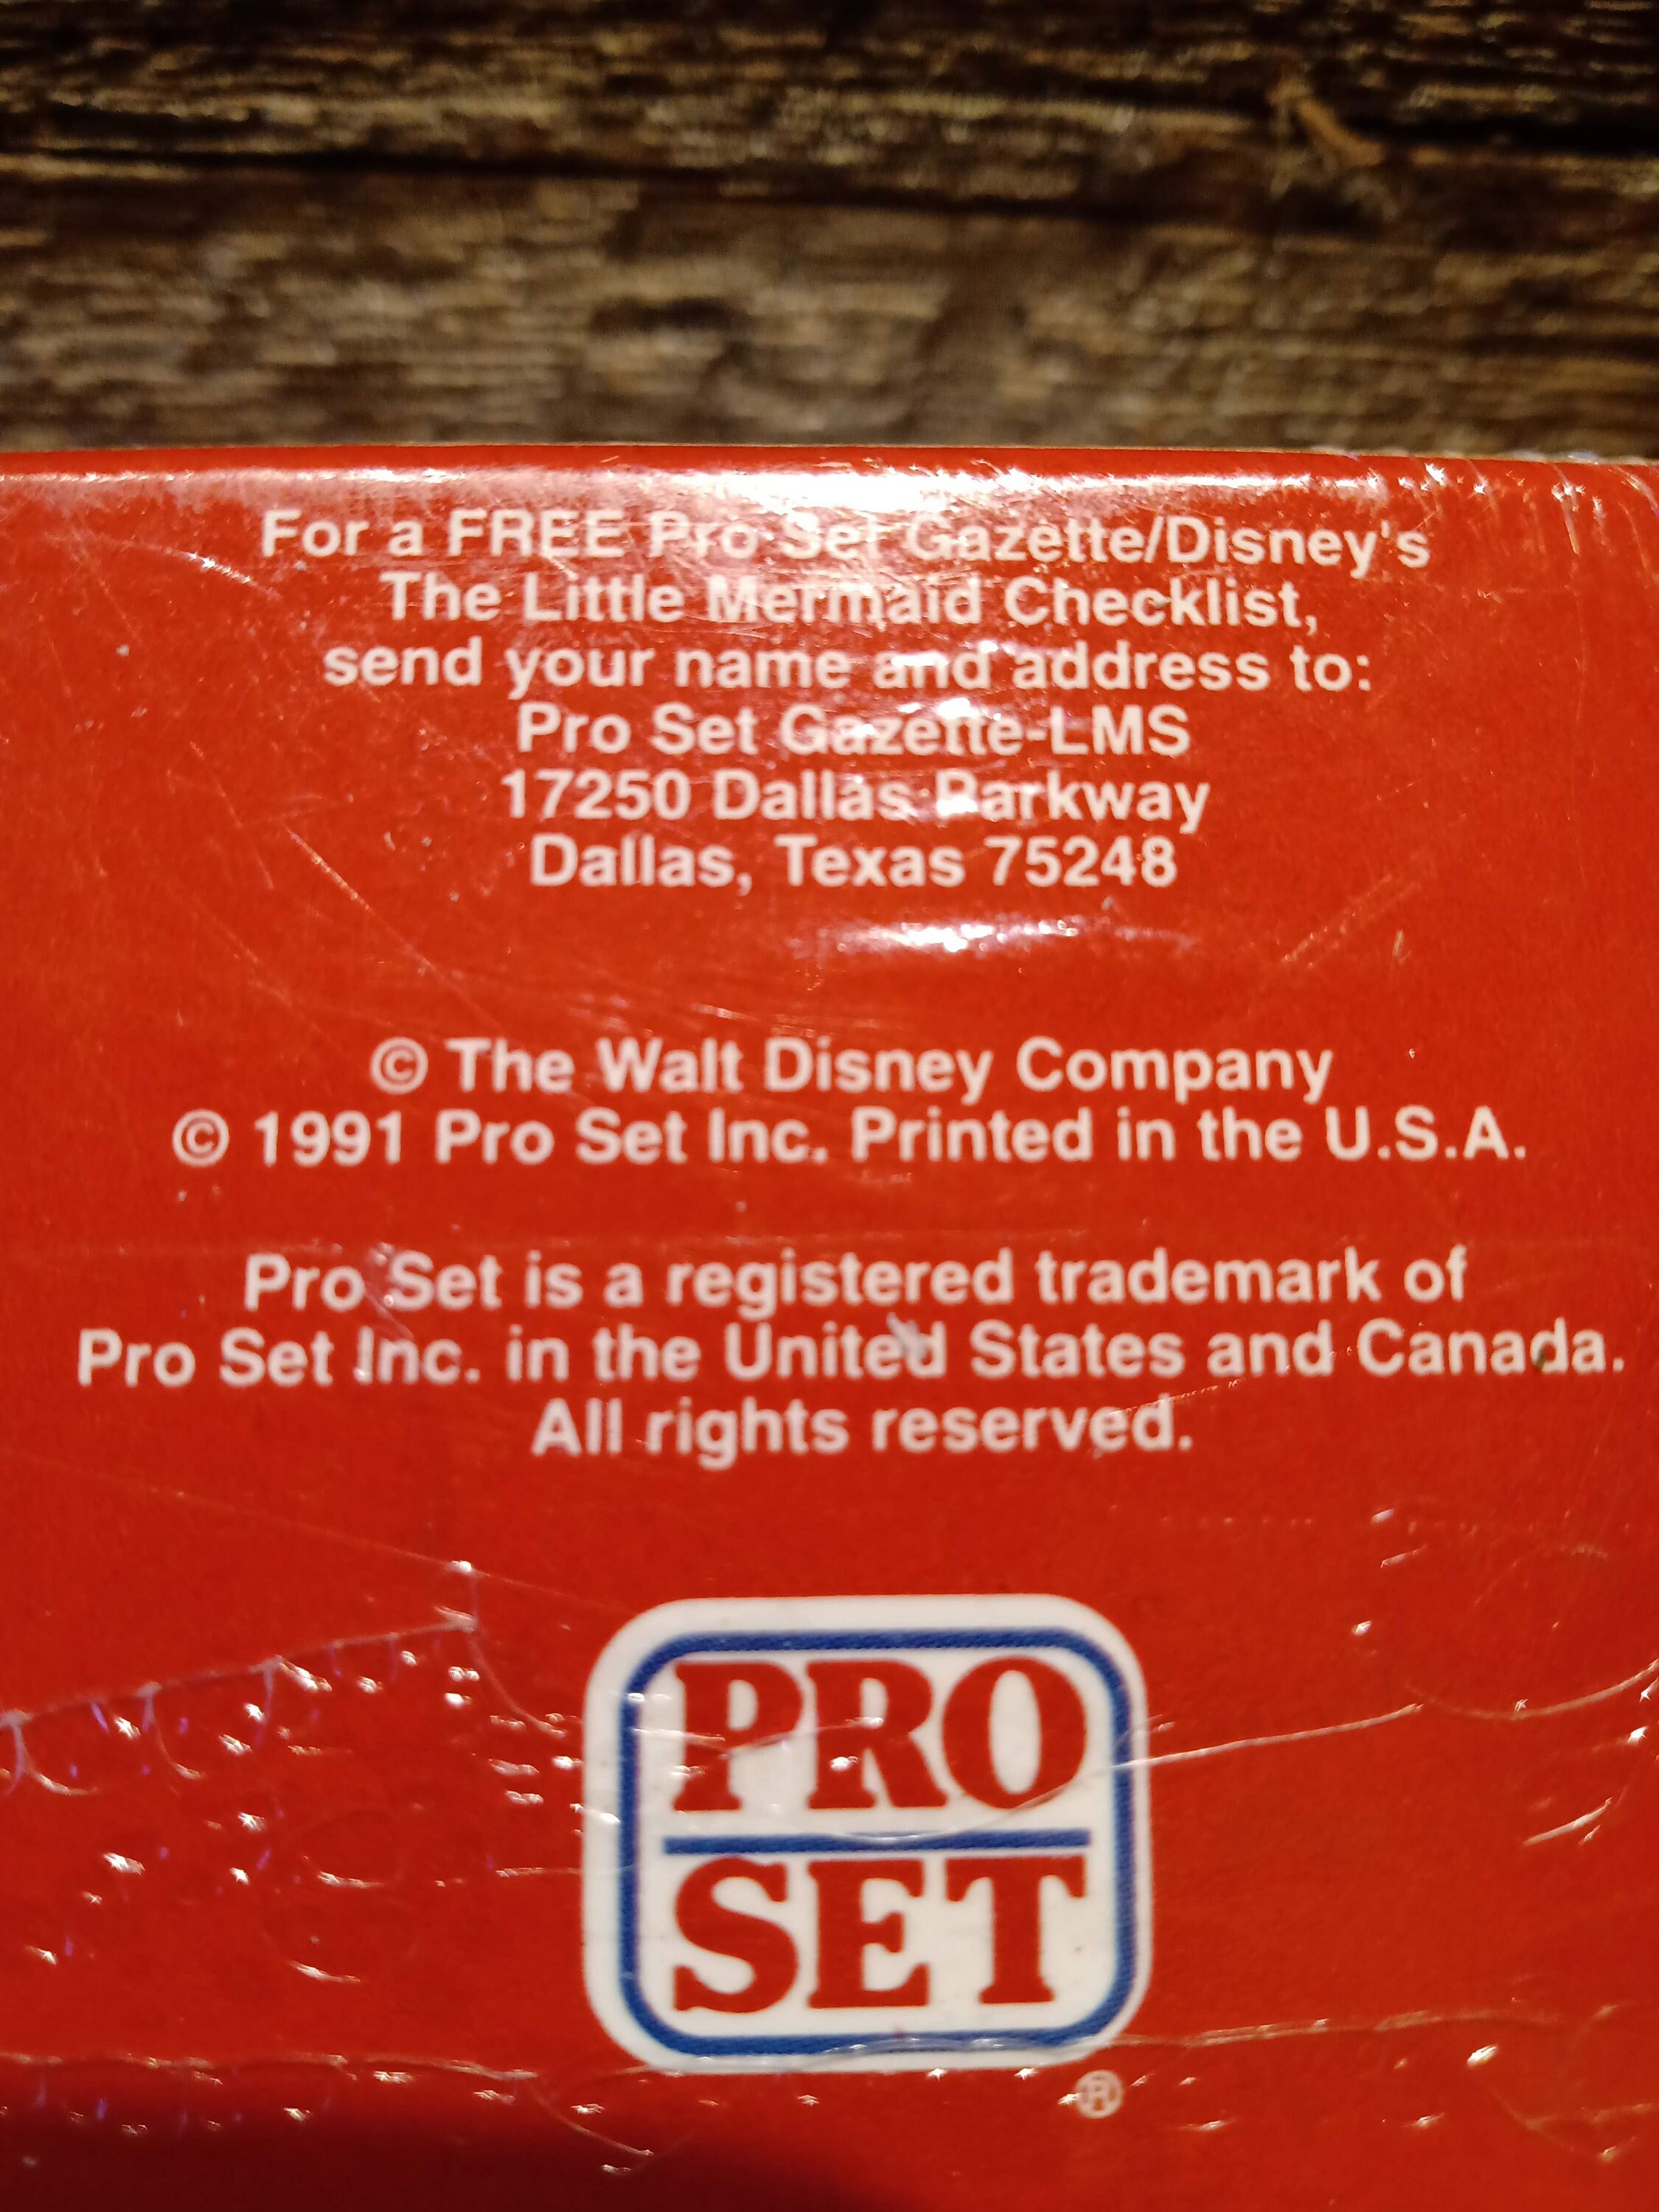 For a FREE Pro Set Gazette/Disney's
The Little Mermaid Checklist,
send your name and address to:
Pro Set Gazette-LMS
17250 Dallas Parkway
Dallas, Texas 75248
© The Walt Disney Company
© 1991 Pro Set Inc. Printed in the U.S.A.
Pro Set is a registered trademark of
Pro Set Inc. in the United States and Canada.
All rights reserved.
PRO
SET
®